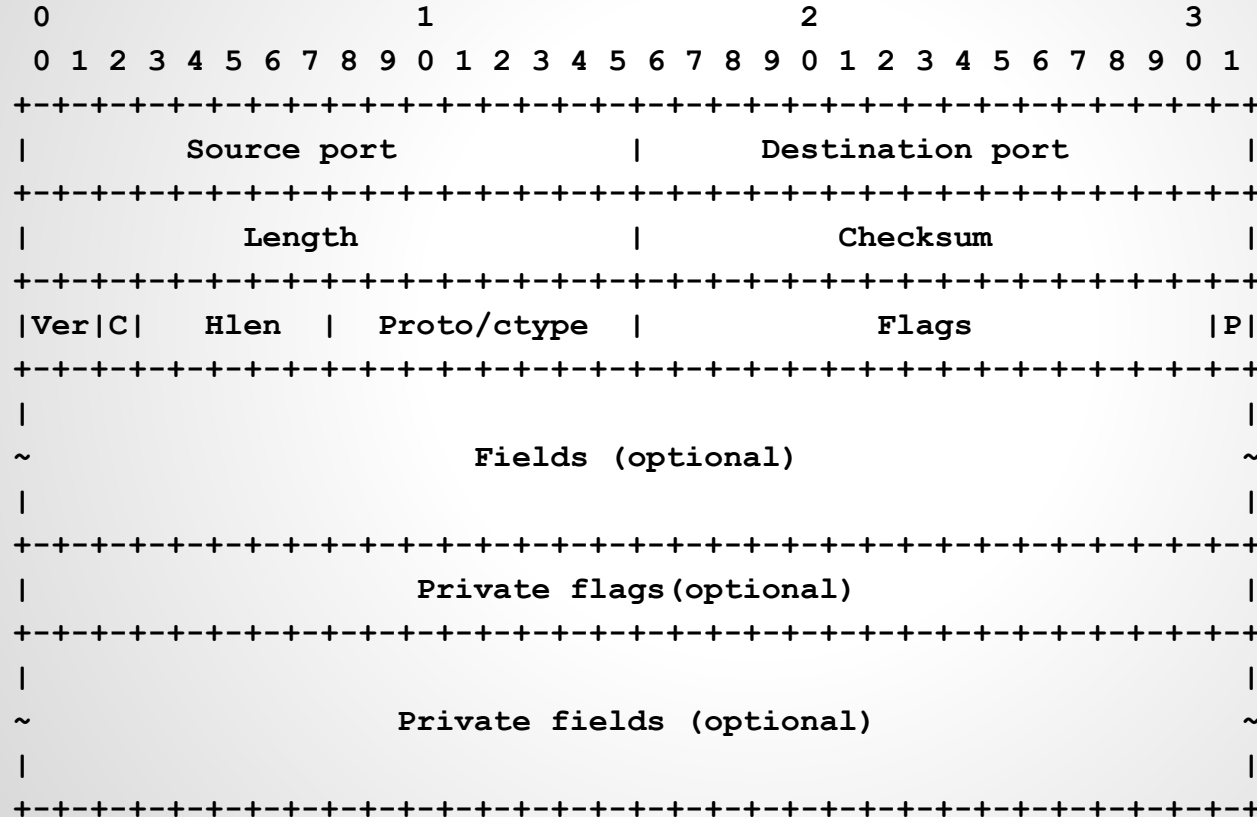 0                   1                   2                   3
0 1 2 3 4 5 6 7 8 9 0 1 2 3 4 5 6 7 8 9 0 1 2 3 4 5 6 7 8 9 0 1
+-+-+-+-+-+-+-+-+-+-+-+-+-+-+-+-+-+-+-+-+-+-+-+-+-+-+-+-+-+-+-+-+
|        Source port            |      Destination port         |
+-+-+-+-+-+-+-+-+-+-+-+-+-+-+-+-+-+-+-+-+-+-+-+-+-+-+-+-+-+-+-+-+
|           Length              |          Checksum             |
+-+-+-+-+-+-+-+-+-+-+-+-+-+-+-+-+-+-+-+-+-+-+-+-+-+-+-+-+-+-+-+-+
|Ver|C|   Hlen  |  Proto/ctype  |            Flags            |P|
+-+-+-+-+-+-+-+-+-+-+-+-+-+-+-+-+-+-+-+-+-+-+-+-+-+-+-+-+-+-+-+-+
|                                                               |
~                       Fields (optional)                       ~
|                                                               |
+-+-+-+-+-+-+-+-+-+-+-+-+-+-+-+-+-+-+-+-+-+-+-+-+-+-+-+-+-+-+-+-+
|                    Private flags(optional)                    |
+-+-+-+-+-+-+-+-+-+-+-+-+-+-+-+-+-+-+-+-+-+-+-+-+-+-+-+-+-+-+-+-+
|                                                               |
~                   Private fields (optional)                   ~
|                                                               |
+-+-+-+-+-+-+-+-+-+-+-+-+-+-+-+-+-+-+-+-+-+-+-+-+-+-+-+-+-+-+-+-+